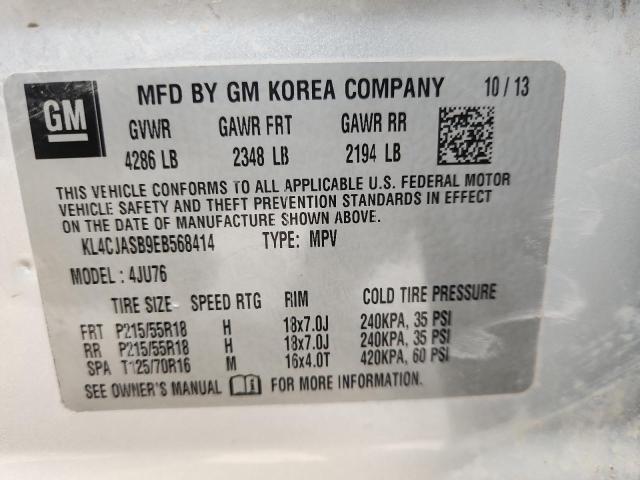 GM
MFD BY GM KOREA COMPANY 10 / 13
GVWR GAWR FRT GAWR RR
4286 LB 2348 LB 2194 LB
THIS VEHICLE CONFORMS TO ALL APPLICABLE U.S. FEDERAL MOTOR
VEHICLE SAFETY AND THEFT PREVENTION STANDARDS IN EFFECT
ON THE DATE OF MANUFACTURE SHOWN ABOVE.
KL4CJASB9EB568414 TYPE: MPV
MODEL : 4JU76
TIRE SIZE SPEED RTG RIM COLD TIRE PRESSURE
FRT P215/55R18 H 18x7.0J 240KPA, 35 PSI
RR P215/55R18 H 18x7.0J 240KPA, 35 PSI
SPA T125/70R16 M 16x4.0T 420KPA, 60 PSI
SEE OWNER'S MANUAL FOR MORE INFORMATION.